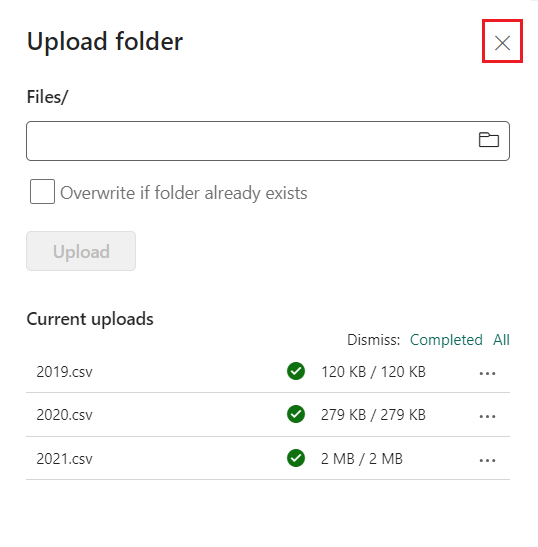 Upload folder
Files/
Overwrite if folder already exists
Upload
Current uploads
Dismiss: Completed All
2019.csv 120 KB / 120 KB ...
2020.csv 279 KB / 279 KB ...
2021.csv 2 MB / 2 MB ...